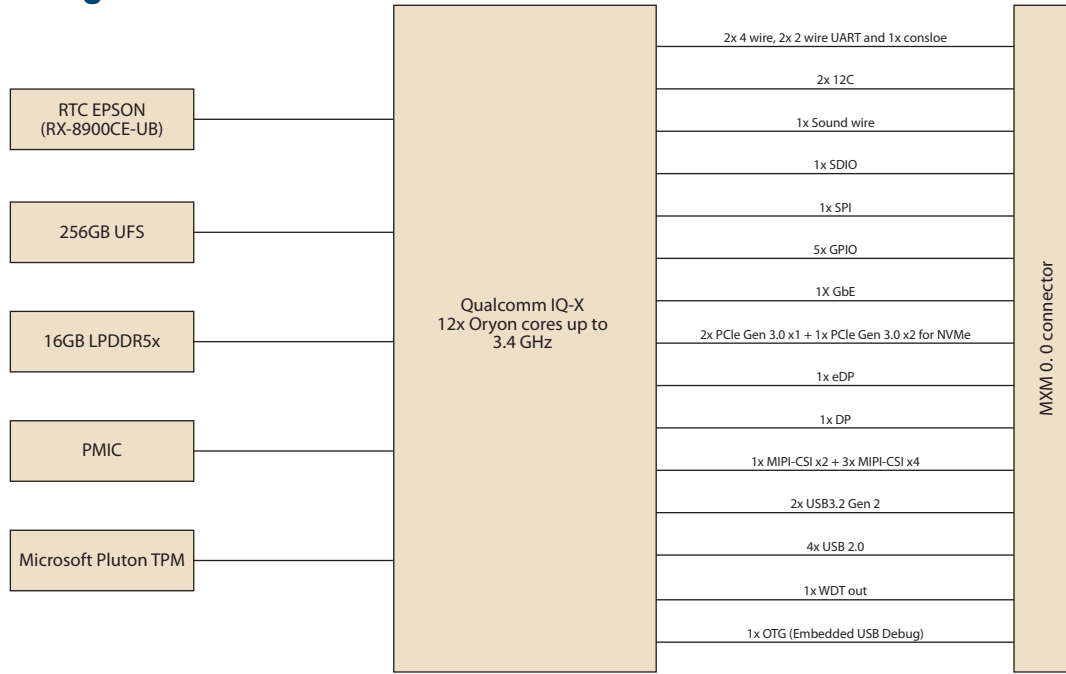 RTC EPSON
(RX-8900CE-UB)
256GB UFS
16GB LPDDR5x
PMIC
Microsoft Pluton TPM
Qualcomm IQ-X
12x Oryon cores up to
3.4 GHz
2x 4 wire, 2x 2 wire UART and 1x consloe
2x 12C
1x Sound wire
1x SDIO
1x SPI
5x GPIO
1X GbE
2x PCle Gen 3.0 x1 + 1x PCle Gen 3.0 x2 for NVMe
1x eDP
1x DP
1x MIPI-CSI x2 + 3x MIPI-CSI x4
2x USB3.2 Gen 2
4x USB 2.0
1x WDT out
1x OTG (Embedded USB Debug)
MXM 0. 0 connector